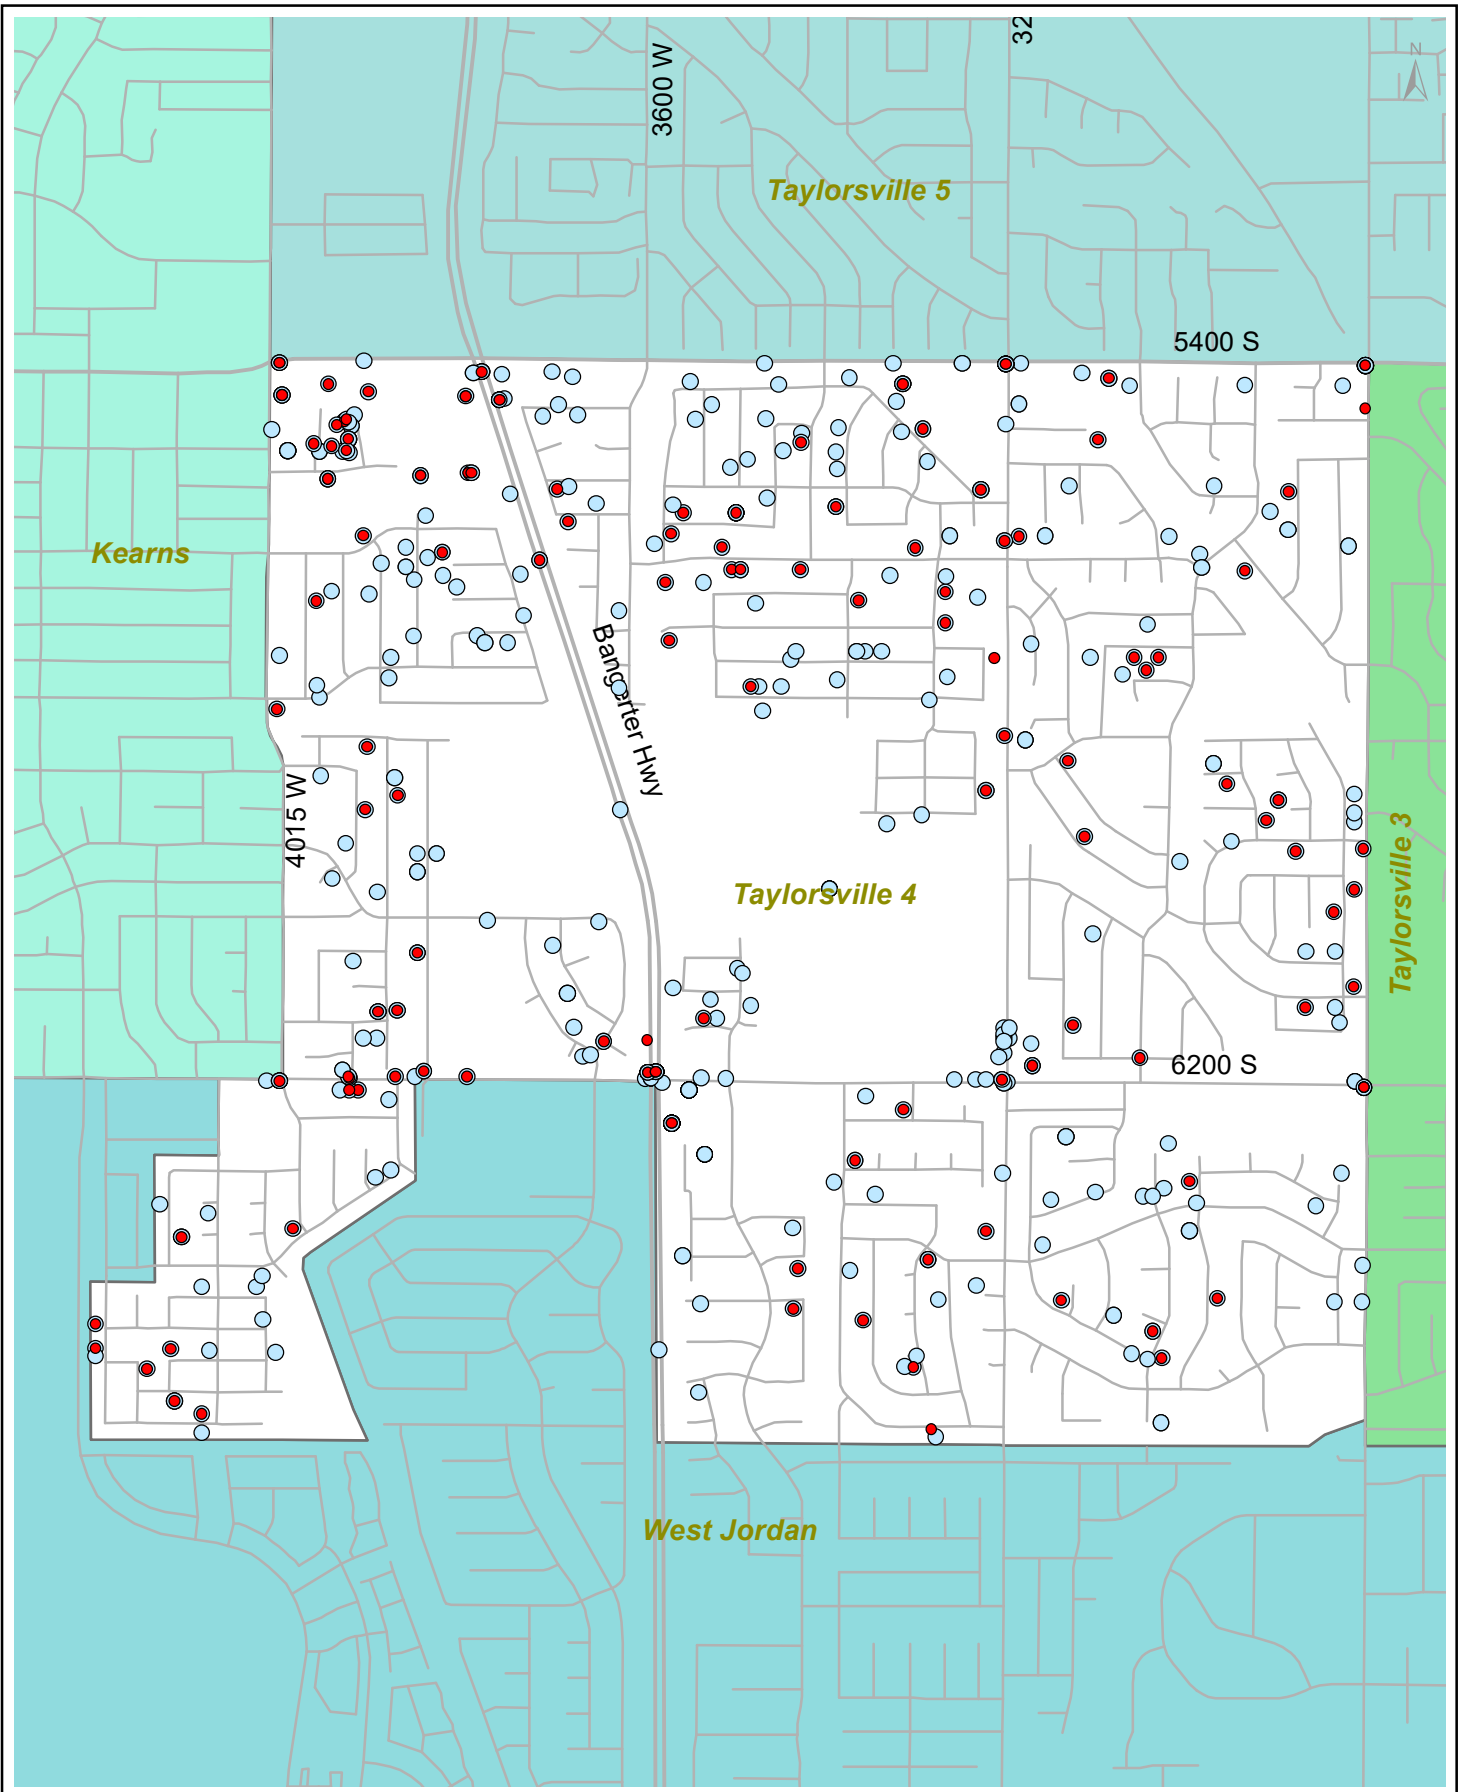 32
N
3600 W
Taylorsville 5
5400 S
Kearns
Bangerter Hwy
4015 W
Taylorsville 4
Taylorsville 3
6200 S
West Jordan